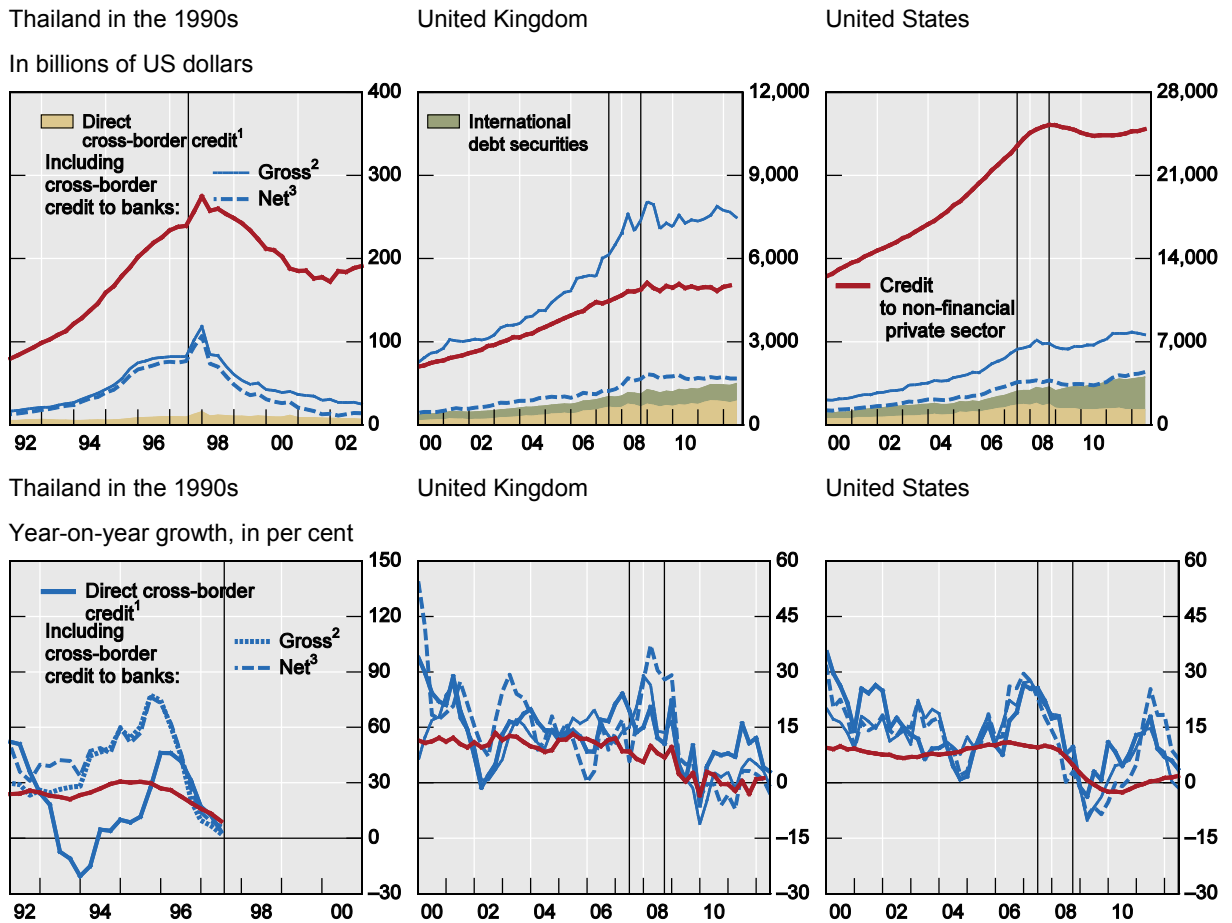 Thailand in the 1990s
United Kingdom
United States
In billions of US dollars
Direct
cross-border credit1
Including
cross-border
credit to banks:
Gross2
Net3
400
300
200
100
0
92 94 96 98 00 02
International
debt securities
12,000
9,000
6,000
3,000
0
00 02 04 06 08 10
Credit
to non-financial
private sector
28,000
21,000
14,000
7,000
0
00 02 04 06 08 10
Thailand in the 1990s
United Kingdom
United States
Year-on-year growth, in per cent
Direct cross-border
credit1
Including
cross-border
credit to banks:
Gross2
Net3
150
120
90
60
30
0
–30
92 94 96 98 00
60
45
30
15
0
–15
–30
00 02 04 06 08 10
60
45
30
15
0
–15
–30
00 02 04 06 08 10